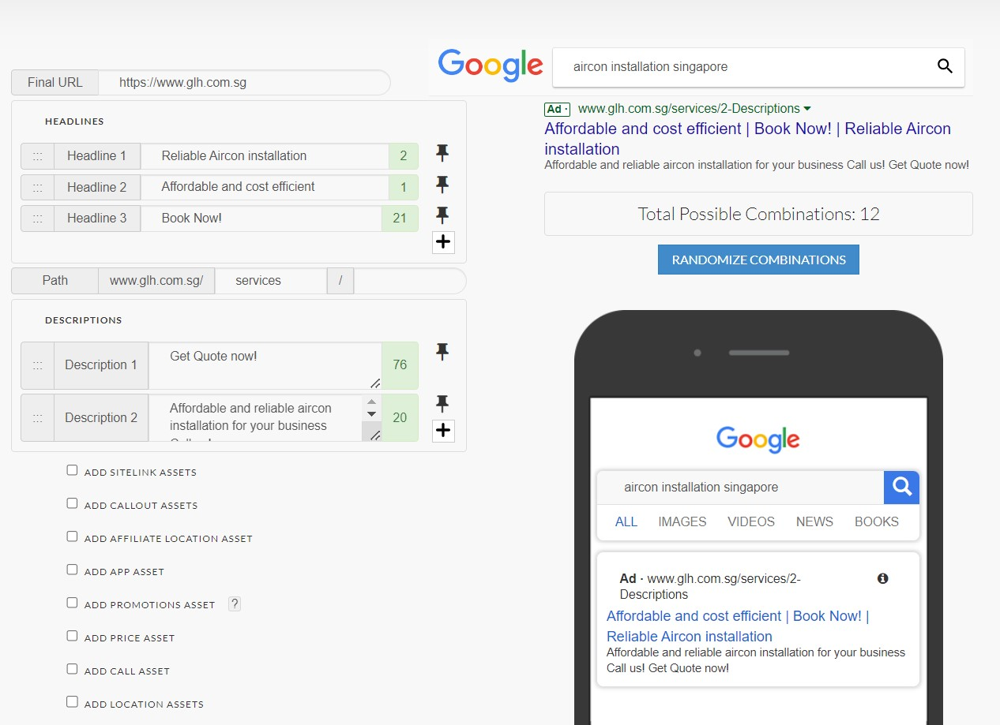 Google
aircon installation singapore
Final URL https://www.glh.com.sg
HEADLINES
::: Headline 1 Reliable Aircon installation 2
::: Headline 2 Affordable and cost efficient 1
::: Headline 3 Book Now! 21
+
Path www.glh.com.sg/ services /
DESCRIPTIONS
::: Description 1 Get Quote now! 76
::: Description 2 Affordable and reliable aircon 20
installation for your business
+
ADD SITELINK ASSETS
ADD CALLOUT ASSETS
ADD AFFILIATE LOCATION ASSET
ADD APP ASSET
ADD PROMOTIONS ASSET ?
ADD PRICE ASSET
ADD CALL ASSET
ADD LOCATION ASSETS
Ad · www.glh.com.sg/services/2-Descriptions
Affordable and cost efficient | Book Now! | Reliable Aircon
installation
Affordable and reliable aircon installation for your business Call us! Get Quote now!
Total Possible Combinations: 12
RANDOMIZE COMBINATIONS
Google
aircon installation singapore
ALL IMAGES VIDEOS NEWS BOOKS
Ad · www.glh.com.sg/services/2-
Descriptions
Affordable and cost efficient | Book Now! |
Reliable Aircon installation
Affordable and reliable aircon installation for your business
Call us! Get Quote now!